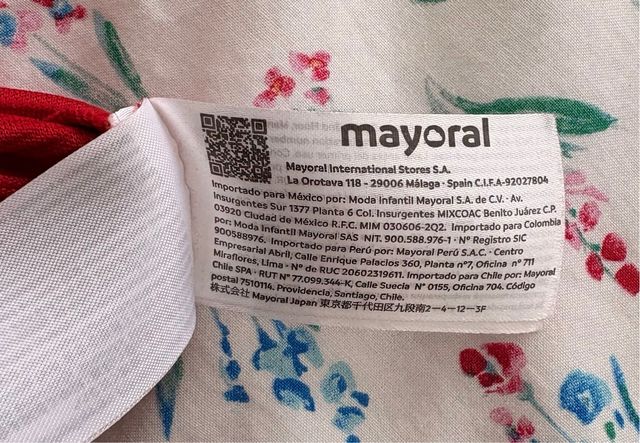 mayoral
Mayoral International Stores S.A.
La Orotava 118 - 29006 Málaga · Spain C.I.F.A-92027804
Importado para México por: Moda Infantil Mayoral S.A. de C.V. · Av.
Insurgentes Sur 1377 Planta 6 Col. Insurgentes MIXCOAC Benito Juárez C.P.
03920 Ciudad de México R.F.C. MIM 030606-2Q2. Importado para Colombia
por: Moda Infantil Mayoral SAS NIT. 900.588.976-1 · Nº Registro SIC
900588976. Importado para Perú por: Mayoral Perú S.A.C. · Centro
Empresarial Abril, Calle Enrique Palacios 360, Planta nº7, Oficina nº 711
Miraflores, Lima - Nº de RUC 20602319611. Importado para Chile por: Mayoral
Chile SPA · RUT Nº 77.099.344-K, Calle Suecia Nº 0155, Oficina 704. Código
postal 7510114. Providencia, Santiago, Chile.
株式会社 Mayoral Japan 東京都千代田区九段南2-4-12-3F